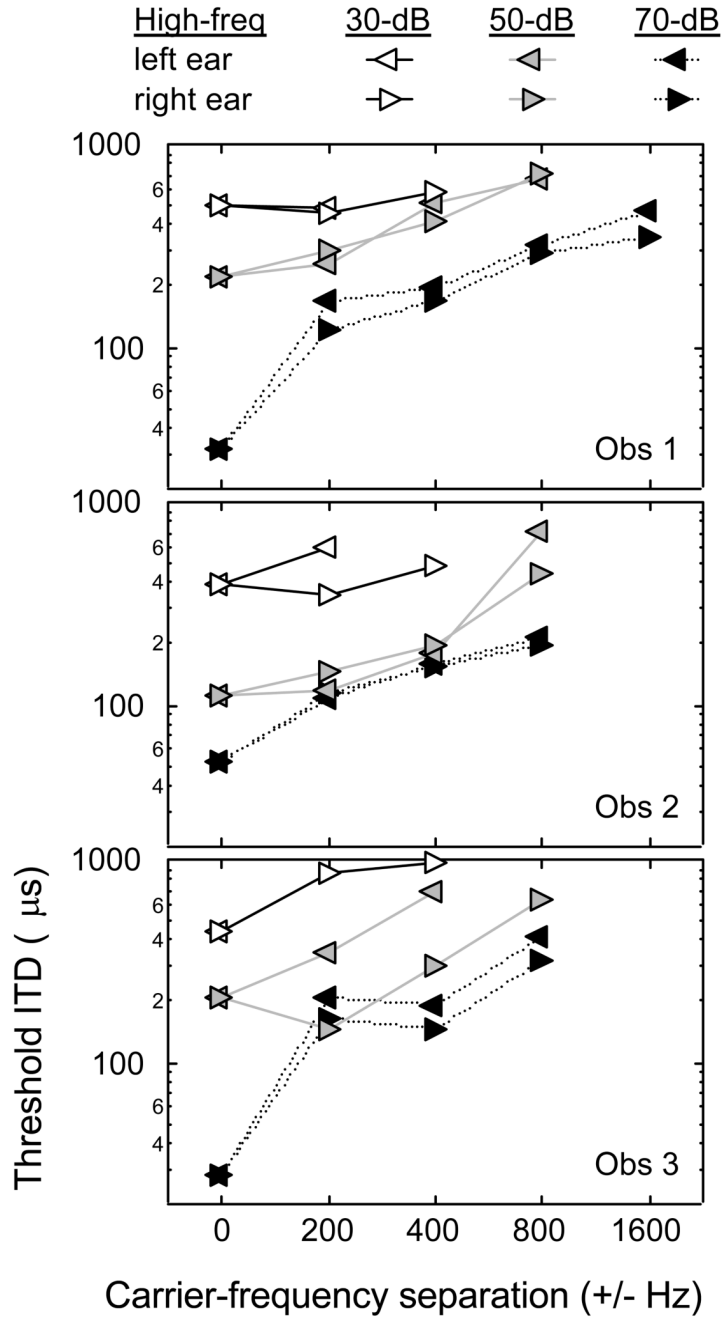 High-freq 30-dB 50-dB 70-dB
left ear
right ear
1000
6
4
2
100
6
4
Obs 1
1000
6
4
2
100
6
4
Obs 2
1000
6
4
2
100
6
4
Obs 3
0 200 400 800 1600
Threshold ITD ( μs)
Carrier-frequency separation (+/- Hz)